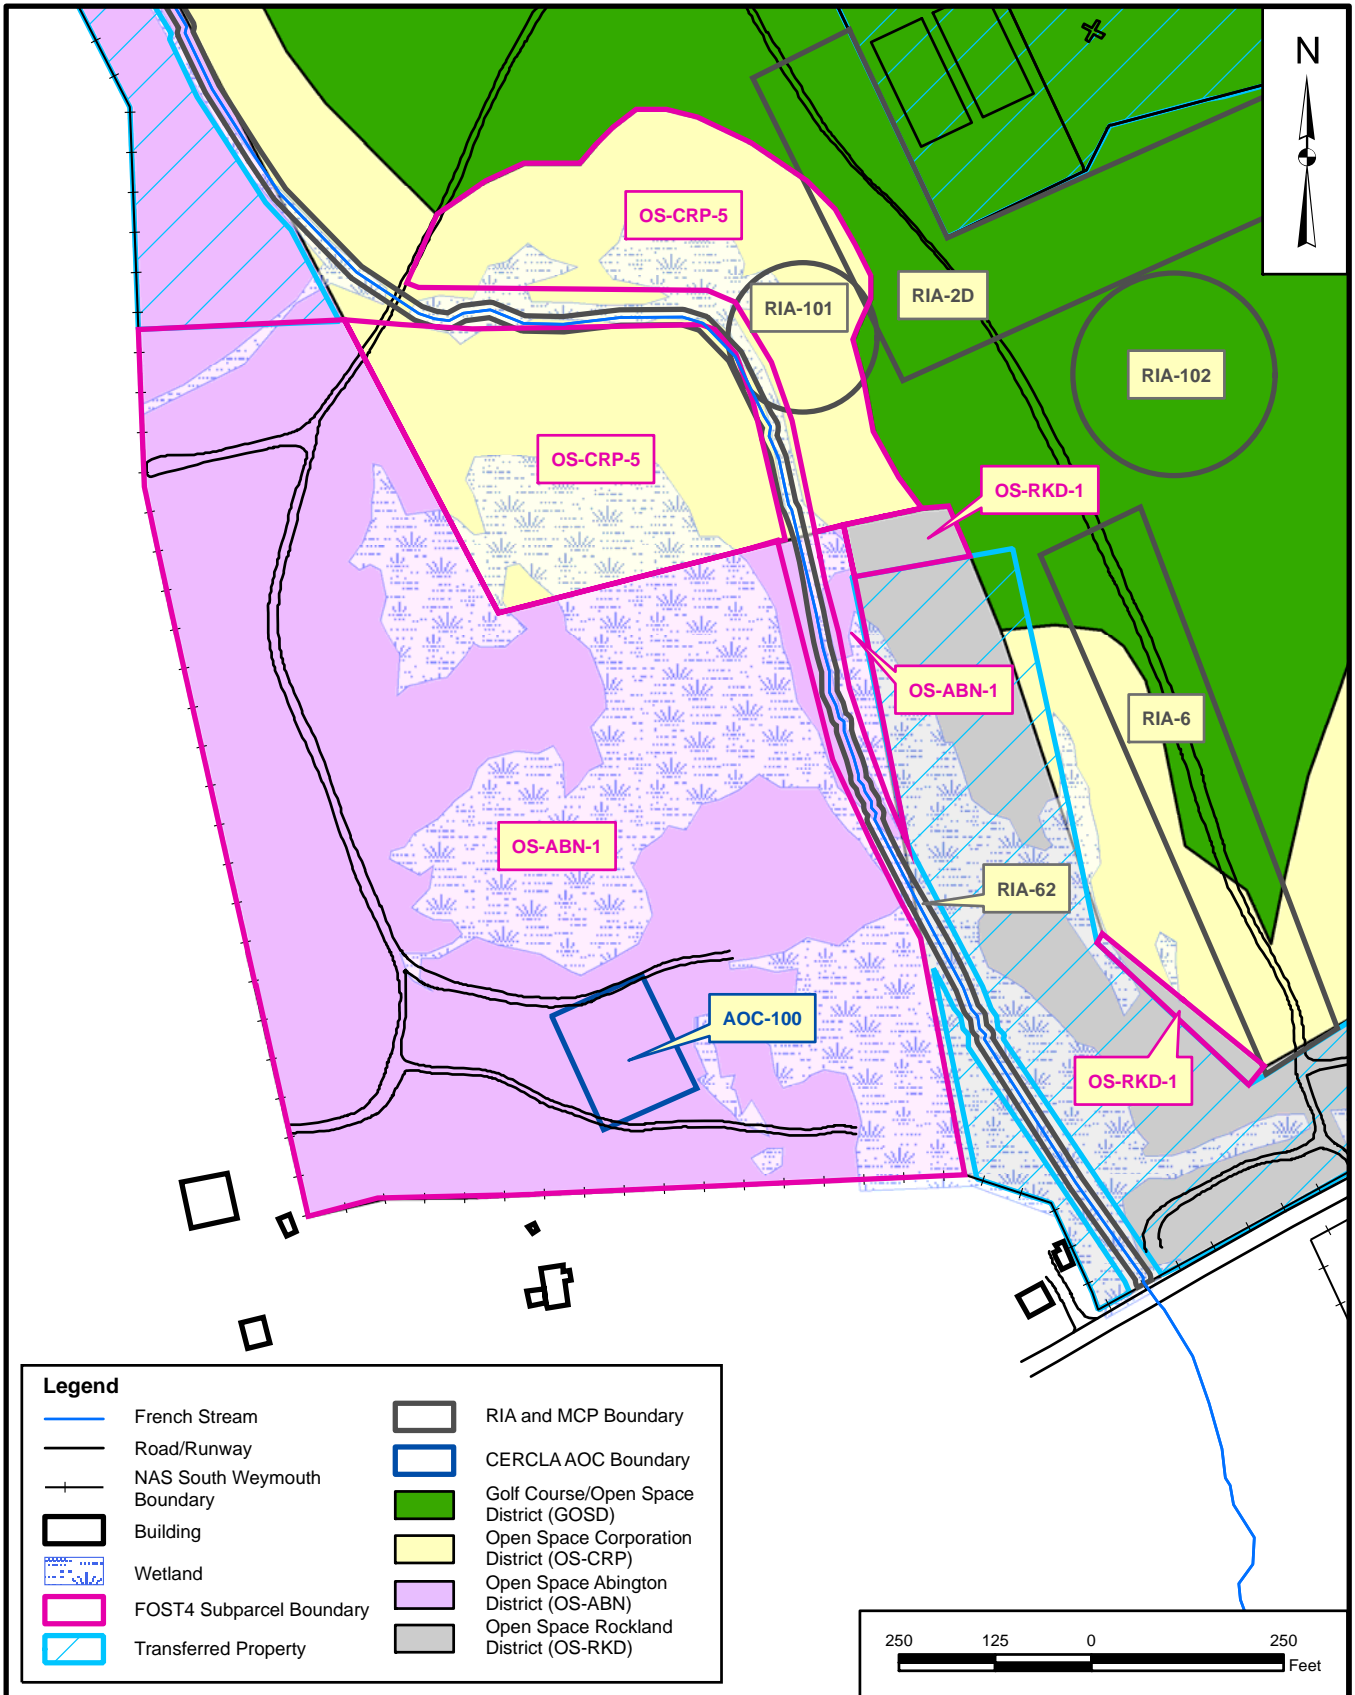 N
OS-CRP-5
RIA-101
RIA-2D
RIA-102
OS-CRP-5
OS-RKD-1
OS-ABN-1
RIA-6
OS-ABN-1
RIA-62
AOC-100
OS-RKD-1
Legend
French Stream
Road/Runway
NAS South Weymouth
Boundary
Building
Wetland
FOST4 Subparcel Boundary
Transferred Property
RIA and MCP Boundary
CERCLA AOC Boundary
Golf Course/Open Space
District (GOSD)
Open Space Corporation
District (OS-CRP)
Open Space Abington
District (OS-ABN)
Open Space Rockland
District (OS-RKD)
250 125 0 250
Feet